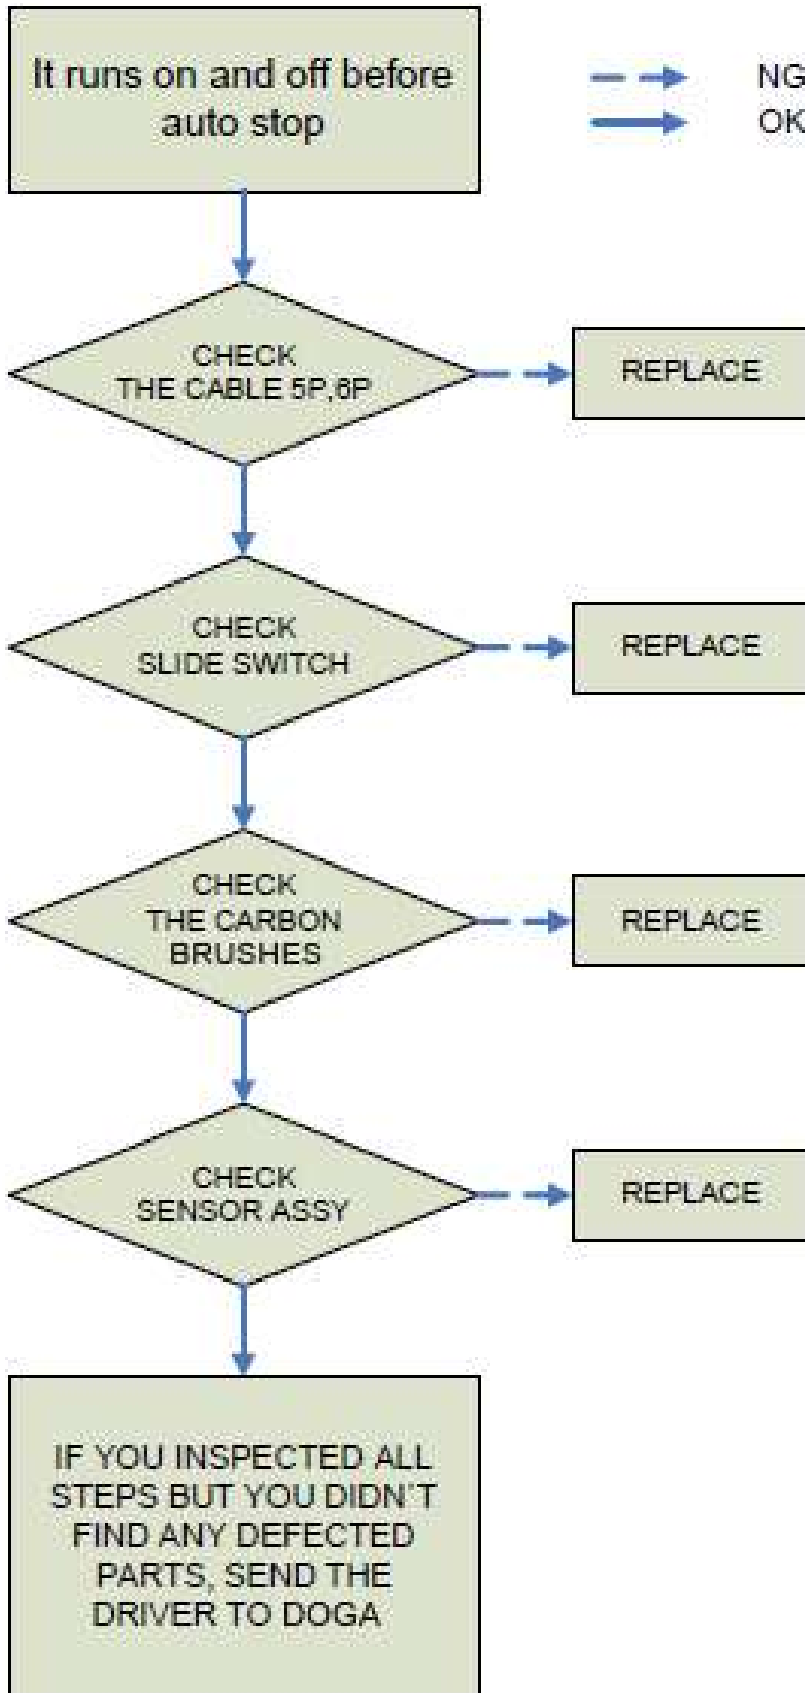 It runs on and off before
auto stop
NG
OK
CHECK
THE CABLE 5P,6P
REPLACE
CHECK
SLIDE SWITCH
REPLACE
CHECK
THE CARBON
BRUSHES
REPLACE
CHECK
SENSOR ASSY
REPLACE
IF YOU INSPECTED ALL
STEPS BUT YOU DIDN'T
FIND ANY DEFECTED
PARTS, SEND THE
DRIVER TO DOGA